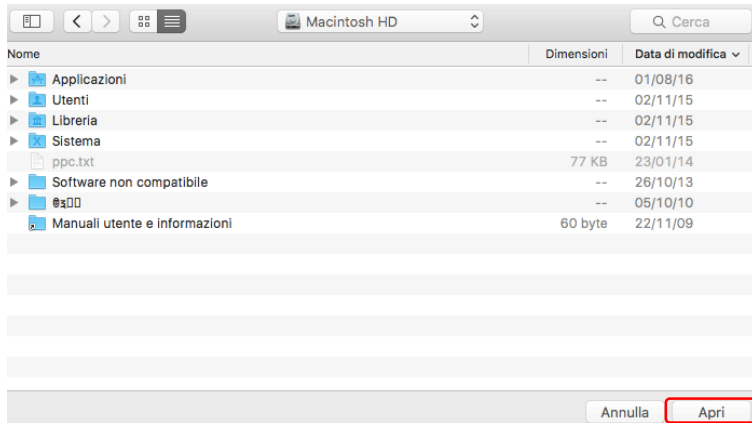 Macintosh HD
Cerca
Nome Dimensioni Data di modifica
Applicazioni -- 01/08/16
Utenti -- 02/11/15
Libreria -- 02/11/15
Sistema -- 02/11/15
ppc.txt 77 KB 23/01/14
Software non compatibile -- 26/10/13
-- 05/10/10
Manuali utente e informazioni 60 byte 22/11/09
Annulla Apri